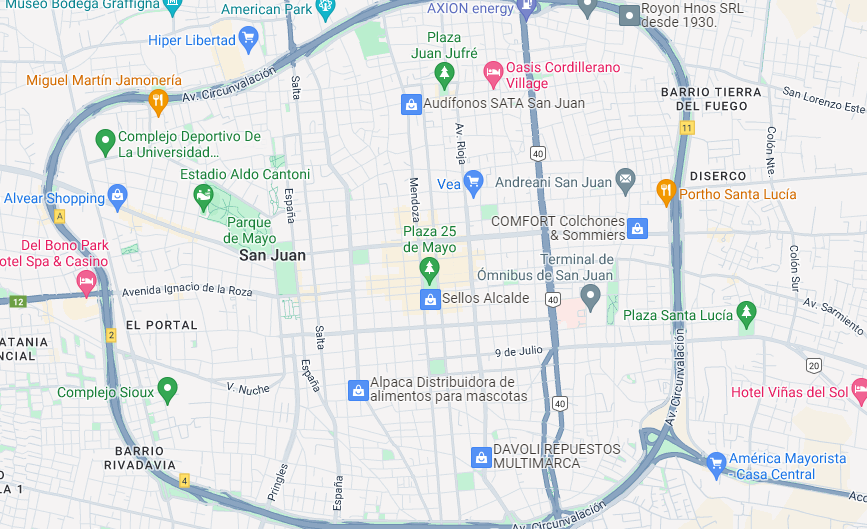 Museo Bodega Graffigna
American Park
AXION energy
Royon Hnos SRL
desde 1930.
Hiper Libertad
Plaza
Juan Jufré
Oasis Cordillerano
Village
Miguel Martín Jamonería
Av. Circunvalación
Salta
BARRIO TIERRA
DEL FUEGO
San Lorenzo Este
Audífonos SATA San Juan
11
Av. Rioja
Colón Nte.
Complejo Deportivo De
La Universidad...
40
Estadio Aldo Cantoni
DISERCO
Mendoza
Vea
Andreani San Juan
Alvear Shopping
España
Portho Santa Lucía
A
Parque
de Mayo
COMFORT Colchones
& Sommiers
Plaza 25
de Mayo
Del Bono Park
otel Spa & Casino
San Juan
Terminal de
Ómnibus de San Juan
Colón Sur
Avenida Ignacio de la Roza
12
Sellos Alcalde
40
Av. Sarmiento
EL PORTAL
Plaza Santa Lucía
2
Salta
ATANIA
NCIAL
9 de Julio
20
España
V. Nuche
Av. Circunvalación
Complejo Sioux
Alpaca Distribuidora de
alimentos para mascotas
Hotel Viñas del Sol
40
BARRIO
RIVADAVIA
DAVOLI REPUESTOS
MULTIMARCA
América Mayorista
- Casa Central
4
Pringles
España
A 1
Acc
Av. Circunvalación